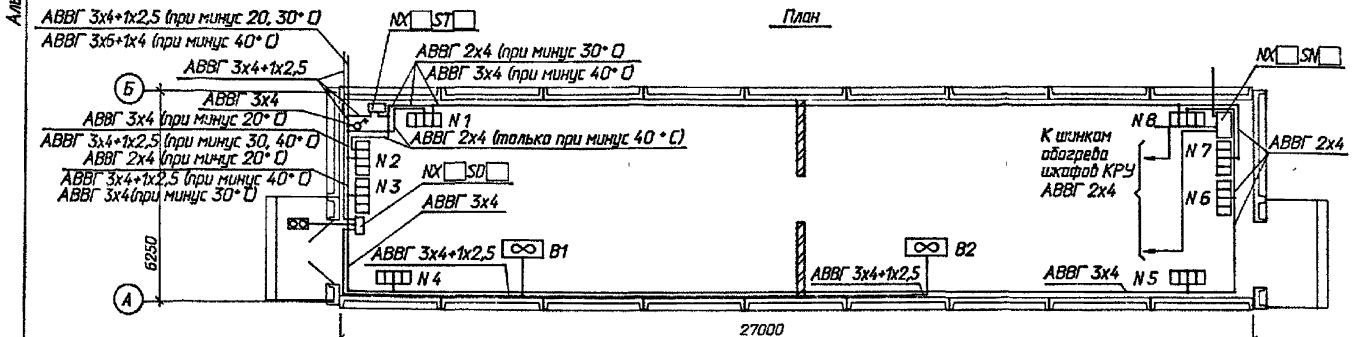 Аль
План
АВВГ 3х4+1х2,5 (при минус 20, 30° С)
АВВГ 3х6+1х4 (при минус 40° С)
АВВГ 3х4+1х2,5
NX ST
АВВГ 2х4 (при минус 30° С)
АВВГ 3х4 (при минус 40° С)
NX SN
Б
АВВГ 3х4
АВВГ 3х4 (при минус 20° С)
АВВГ 3х4+1х2,5 (при минус 30, 40° С)
АВВГ 2х4 (при минус 20° С)
АВВГ 3х4+1х2,5 (при минус 40° С)
АВВГ 3х4(при минус 30° С)
N 1
АВВГ 2х4 (только при минус 40 ° С)
N 2
N 3
NX SD
АВВГ 3х4
N 8
К шинкам
обогрева
шкафов КРУ
АВВГ 2х4
N 7
N 6
АВВГ 2х4
6250
АВВГ 3х4+1х2,5
В1
В2
N 4
АВВГ 3х4+1х2,5
АВВГ 3х4
N 5
А
27000